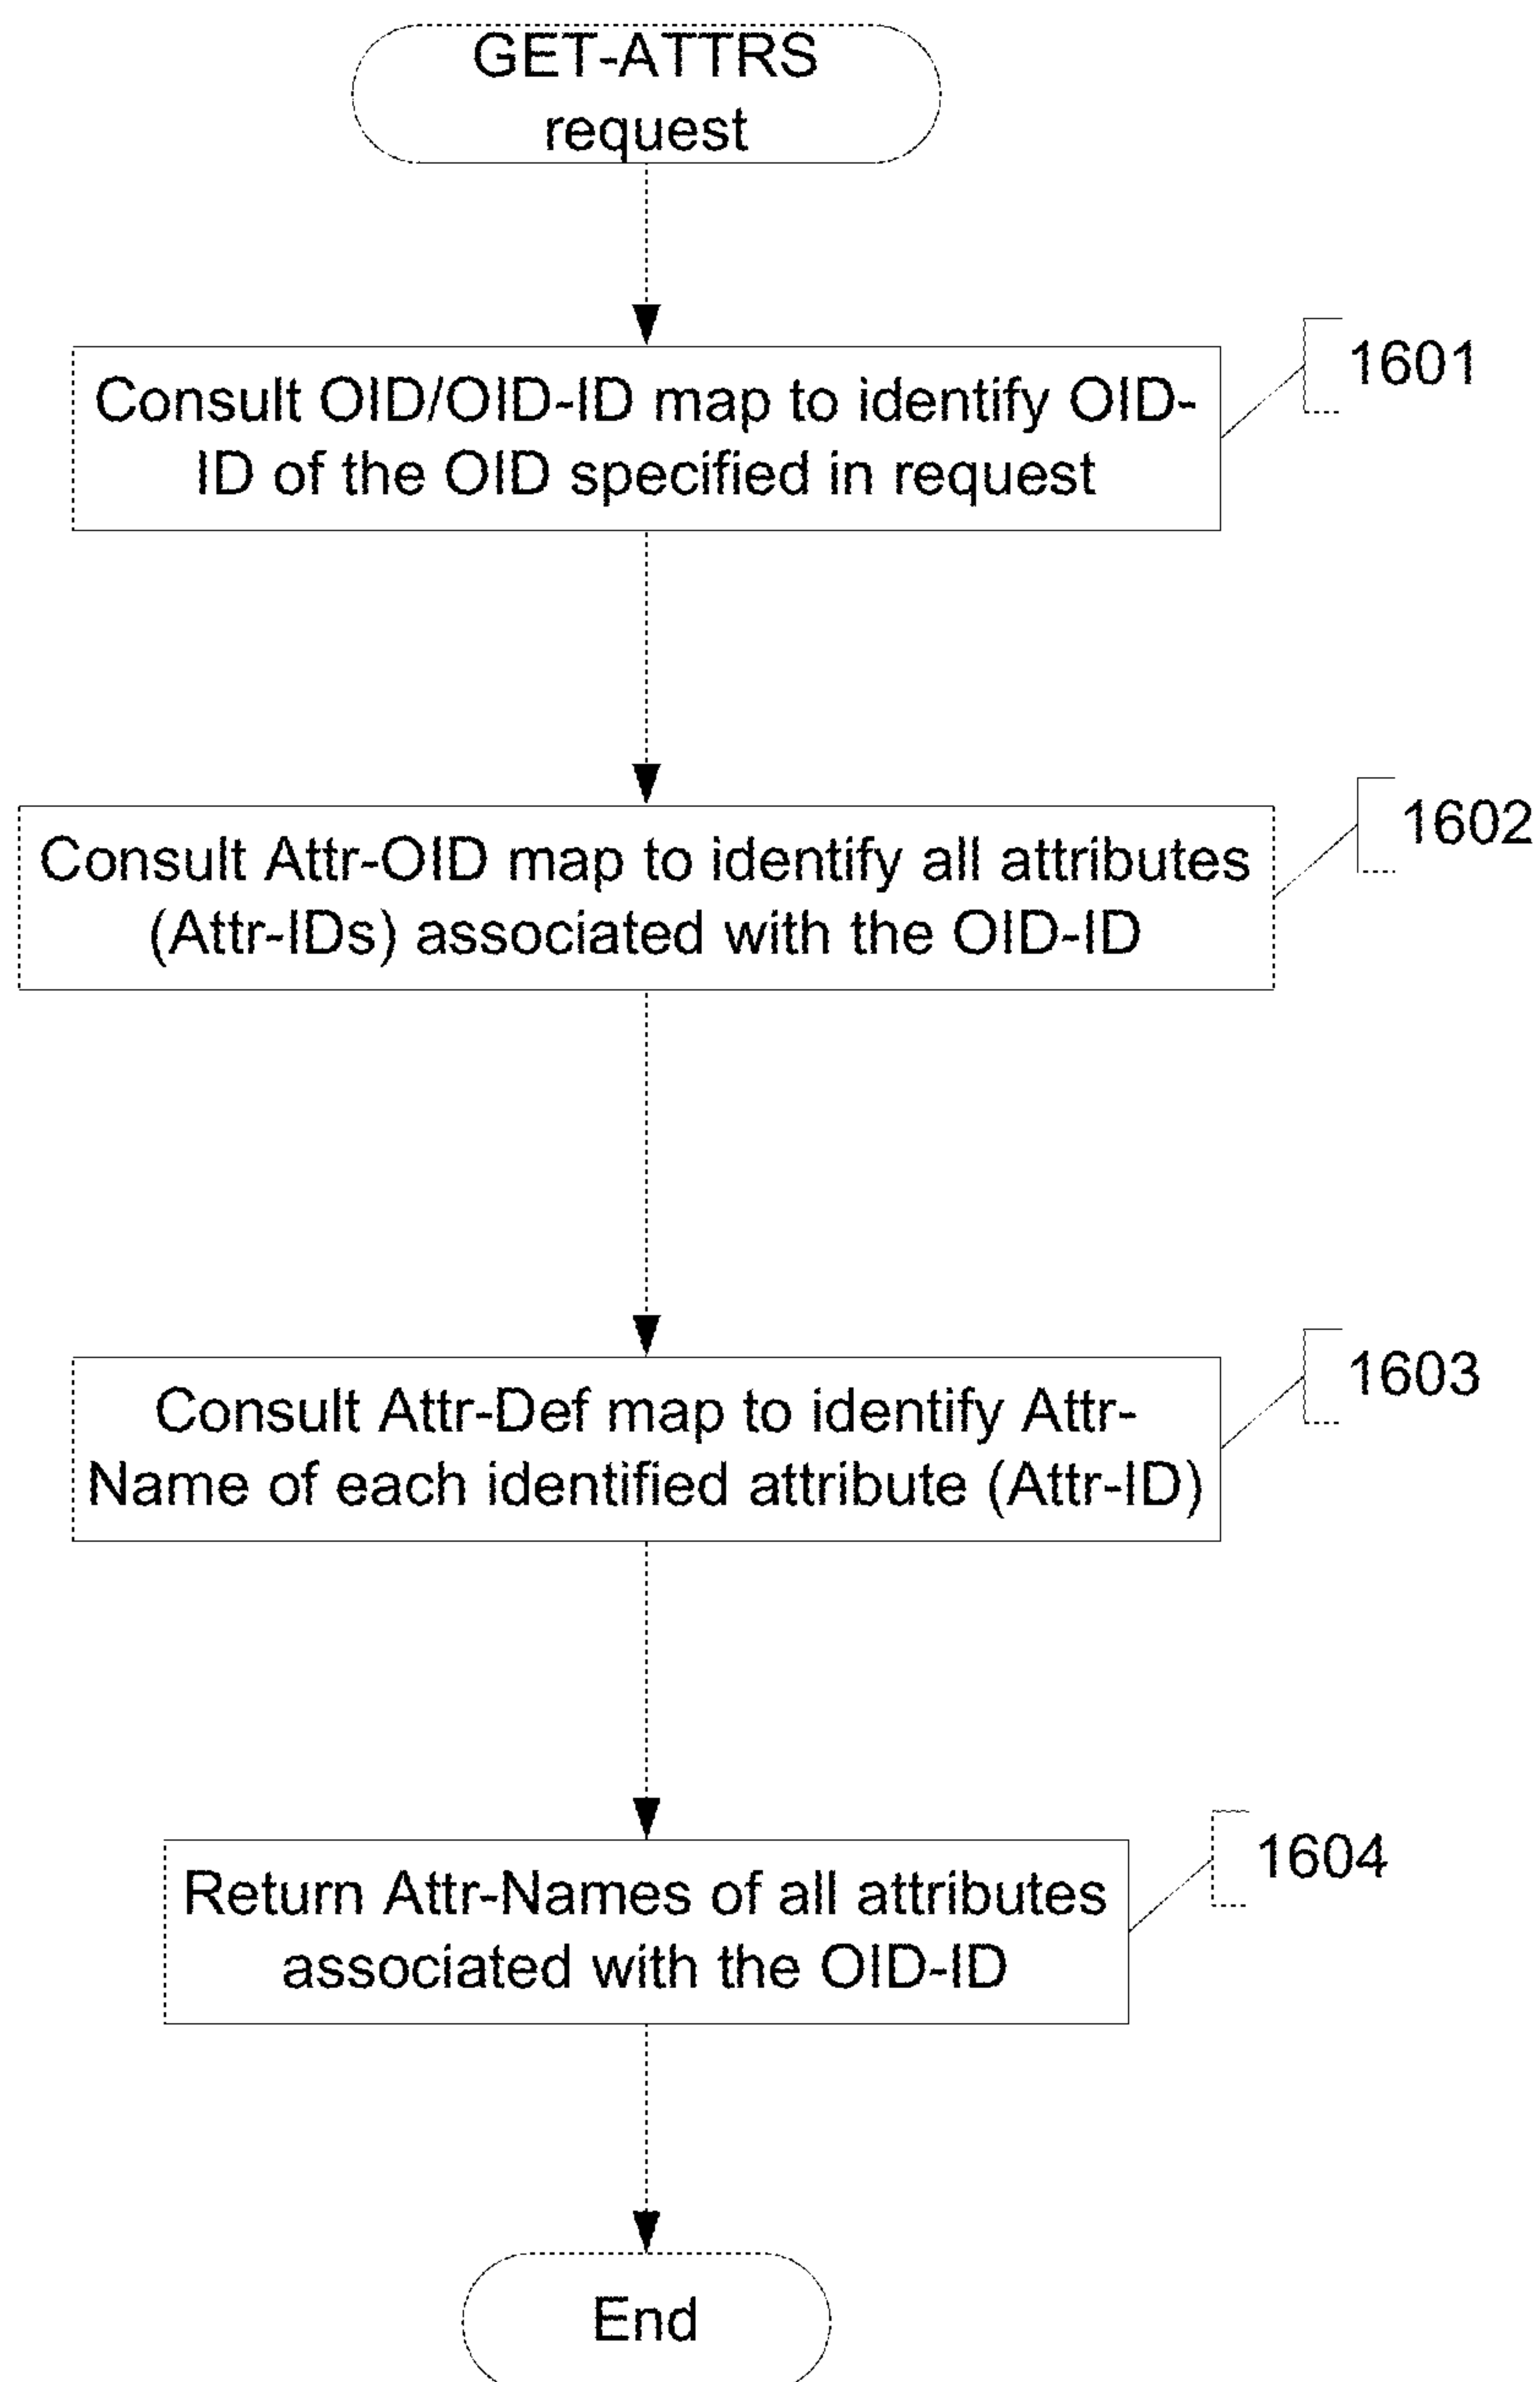 GET-ATTRS
request
1601
Consult OID/OID-ID map to identify OID-
ID of the OID specified in request
1602
Consult Attr-OID map to identify all attributes
(Attr-IDs) associated with the OID-ID
1603
Consult Attr-Def map to identify Attr-
Name of each identified attribute (Attr-ID)
1604
Return Attr-Names of all attributes
associated with the OID-ID
End